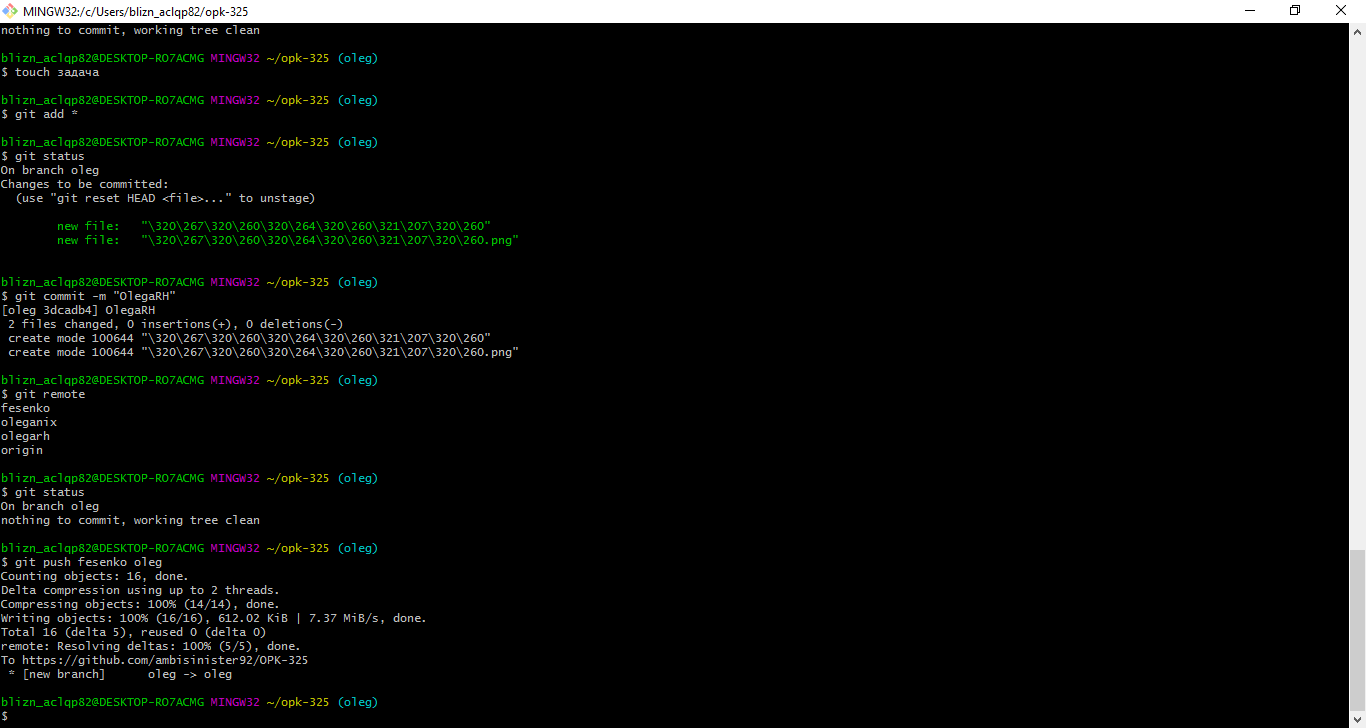 MINGW32:/c/Users/blizn_aclqp82/opk-325
nothing to commit, working tree clean
blizn_aclqp82@DESKTOP-RO7ACMG MINGW32 ~/opk-325 (oleg)
$ touch задача
blizn_aclqp82@DESKTOP-RO7ACMG MINGW32 ~/opk-325 (oleg)
$ git add *
blizn_aclqp82@DESKTOP-RO7ACMG MINGW32 ~/opk-325 (oleg)
$ git status
On branch oleg
Changes to be committed:
  (use "git reset HEAD <file>..." to unstage)
        new file:   "\320\267\320\260\320\264\320\260\321\207\320\260"
        new file:   "\320\267\320\260\320\264\320\260\321\207\320\260.png"
blizn_aclqp82@DESKTOP-RO7ACMG MINGW32 ~/opk-325 (oleg)
$ git commit -m "OlegaRH"
[oleg 3dcadb4] OlegaRH
 2 files changed, 0 insertions(+), 0 deletions(-)
 create mode 100644 "\320\267\320\260\320\264\320\260\321\207\320\260"
 create mode 100644 "\320\267\320\260\320\264\320\260\321\207\320\260.png"
blizn_aclqp82@DESKTOP-RO7ACMG MINGW32 ~/opk-325 (oleg)
$ git remote
fesenko
oleganix
olegarh
origin
blizn_aclqp82@DESKTOP-RO7ACMG MINGW32 ~/opk-325 (oleg)
$ git status
On branch oleg
nothing to commit, working tree clean
blizn_aclqp82@DESKTOP-RO7ACMG MINGW32 ~/opk-325 (oleg)
$ git push fesenko oleg
Counting objects: 16, done.
Delta compression using up to 2 threads.
Compressing objects: 100% (14/14), done.
Writing objects: 100% (16/16), 612.02 KiB | 7.37 MiB/s, done.
Total 16 (delta 5), reused 0 (delta 0)
remote: Resolving deltas: 100% (5/5), done.
To https://github.com/ambisinister92/OPK-325
 * [new branch]      oleg -> oleg
blizn_aclqp82@DESKTOP-RO7ACMG MINGW32 ~/opk-325 (oleg)
$